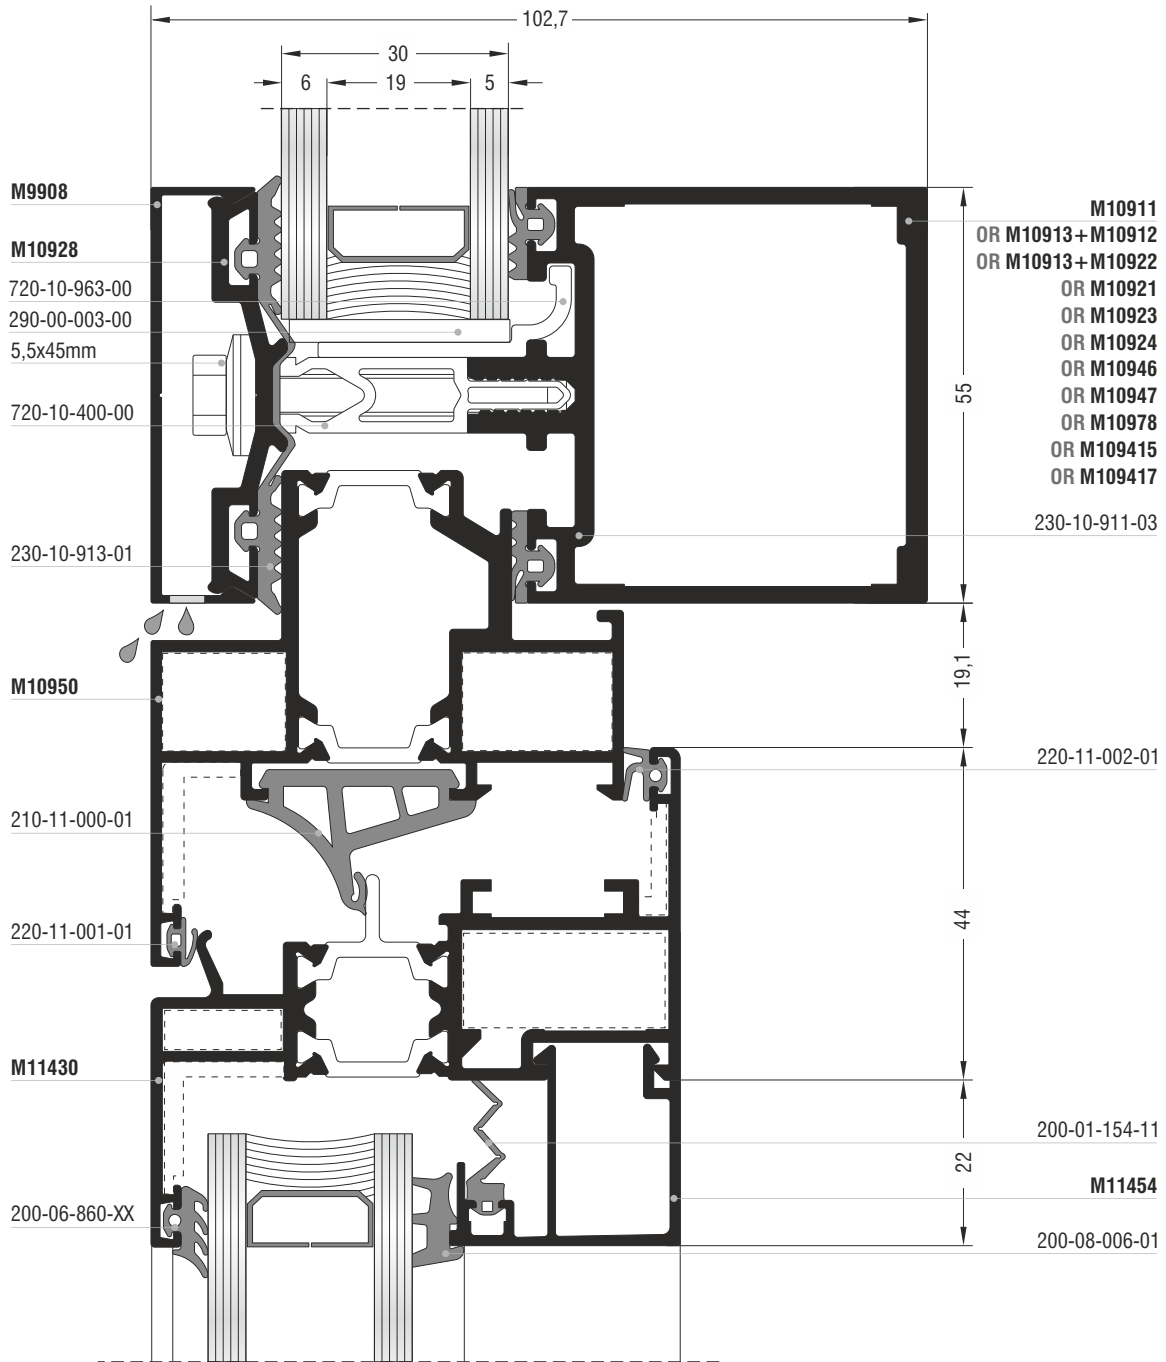 102,7
30
6 19 5
M9908
M10928
720-10-963-00
290-00-003-00
5,5x45mm
720-10-400-00
230-10-913-01
M10950
210-11-000-01
220-11-001-01
M11430
200-06-860-XX
M10911
OR M10913+M10912
OR M10913+M10922
OR M10921
OR M10923
OR M10924
OR M10946
OR M10947
OR M10978
OR M109415
OR M109417
230-10-911-03
55
19,1
220-11-002-01
44
200-01-154-11
22
M11454
200-08-006-01